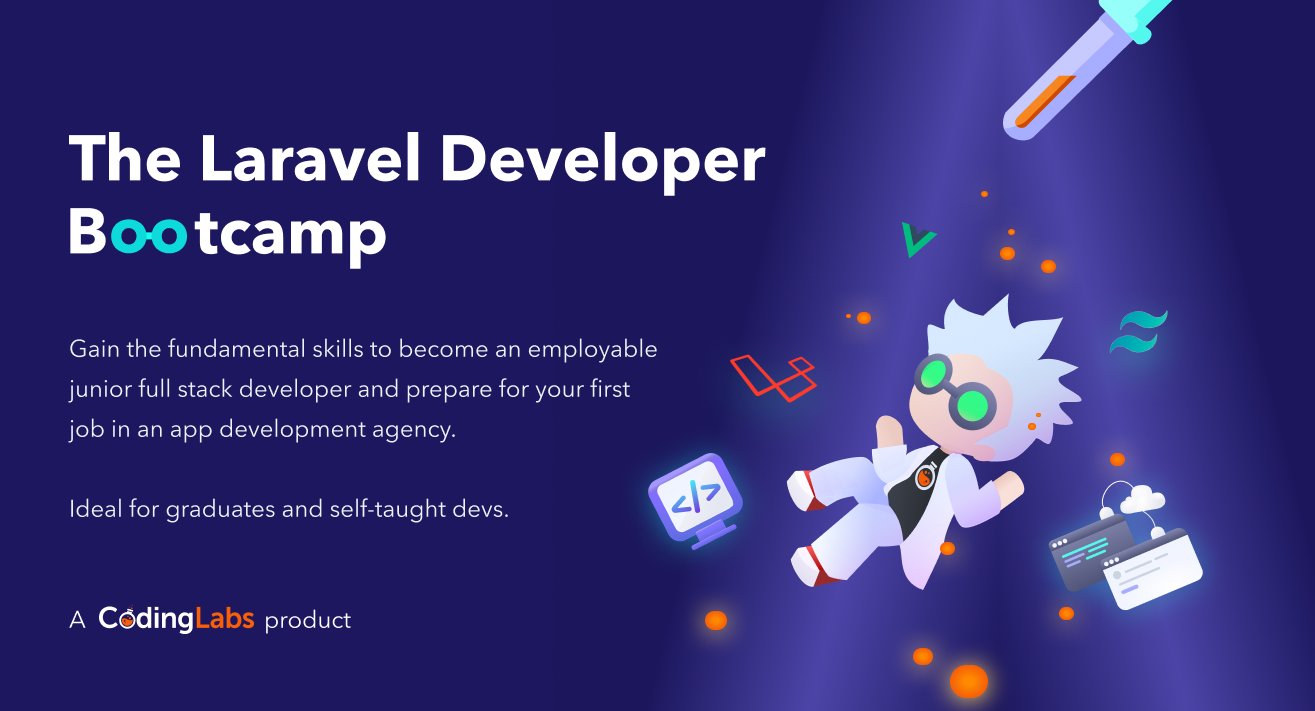 The Laravel Developer
Bootcamp
Gain the fundamental skills to become an employable
junior full stack developer and prepare for your first
job in an app development agency.
Ideal for graduates and self-taught devs.
A CodingLabs product